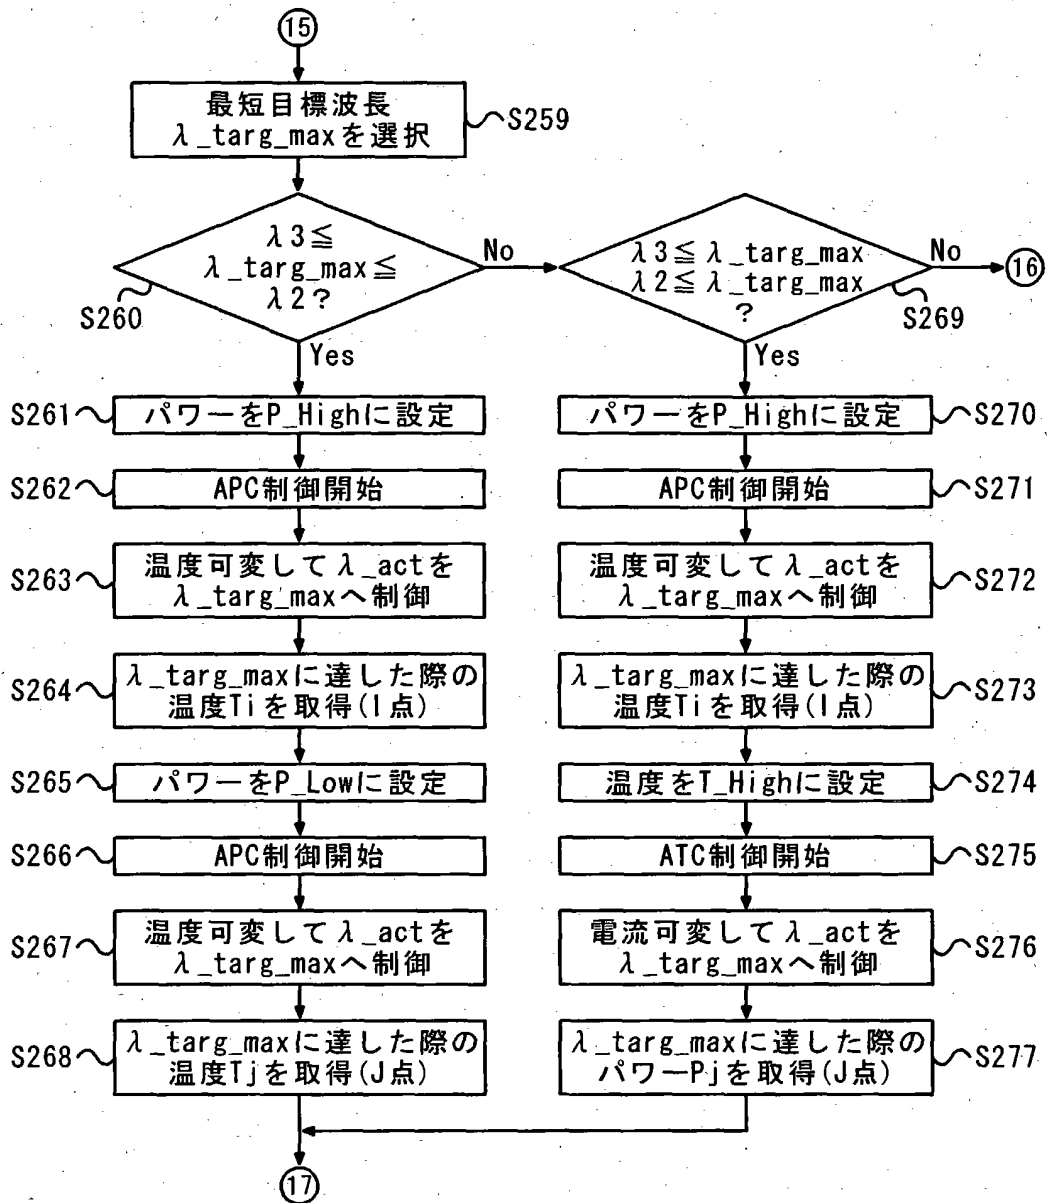 15
最短目標波長
λ_targ_maxを選択
S259
λ3≦
λ_targ_max≦
λ2?
S260
No
Yes
λ3≦λ_targ_max
λ2≦λ_targ_max
?
S269
No
16
Yes
S261
パワーをP_Highに設定
S262
APC制御開始
S263
温度可変してλ_actを
λ_targ_maxへ制御
S264
λ_targ_maxに達した際の
温度Tiを取得(I点)
S265
パワーをP_Lowに設定
S266
APC制御開始
S267
温度可変してλ_actを
λ_targ_maxへ制御
S268
λ_targ_maxに達した際の
温度Tjを取得(J点)
パワーをP_Highに設定
S270
APC制御開始
S271
温度可変してλ_actを
λ_targ_maxへ制御
S272
λ_targ_maxに達した際の
温度Tiを取得(I点)
S273
温度をT_Highに設定
S274
ATC制御開始
S275
電流可変してλ_actを
λ_targ_maxへ制御
S276
λ_targ_maxに達した際の
パワーPjを取得(J点)
S277
17